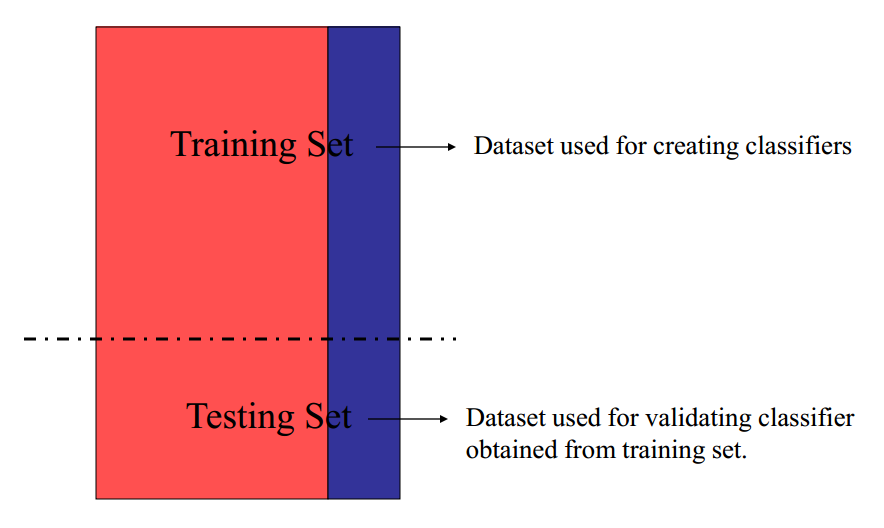 Training Set
Dataset used for creating classifiers
Testing Set
Dataset used for validating classifier
obtained from training set.